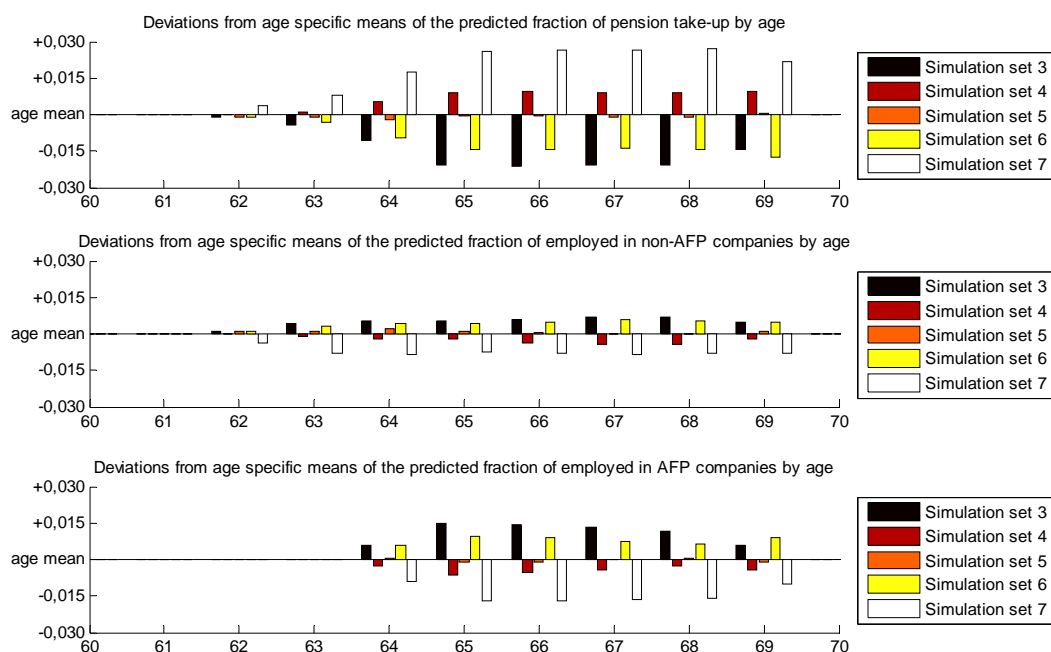 Deviations from age specific means of the predicted fraction of pension take-up by age
+0,030
+0,015
age mean
-0,015
-0,030
60 61 62 63 64 65 66 67 68 69 70
Simulation set 3
Simulation set 4
Simulation set 5
Simulation set 6
Simulation set 7
Deviations from age specific means of the predicted fraction of employed in non-AFP companies by age
+0,030
+0,015
age mean
-0,015
-0,030
60 61 62 63 64 65 66 67 68 69 70
Simulation set 3
Simulation set 4
Simulation set 5
Simulation set 6
Simulation set 7
Deviations from age specific means of the predicted fraction of employed in AFP companies by age
+0,030
+0,015
age mean
-0,015
-0,030
60 61 62 63 64 65 66 67 68 69 70
Simulation set 3
Simulation set 4
Simulation set 5
Simulation set 6
Simulation set 7